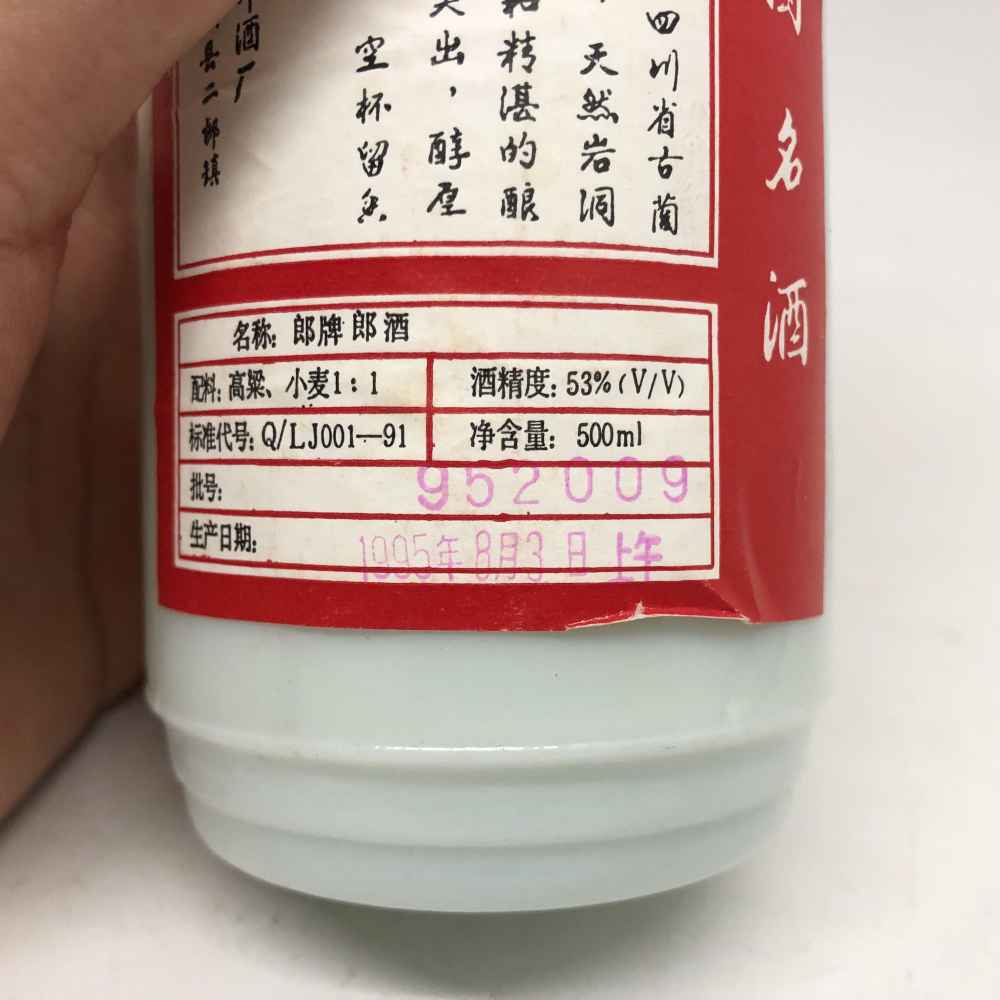 四川省古蔺
天然岩洞
精湛的酿
出，醇厚
空杯留香
酒厂
县二郎镇
名酒
名称：郎牌郎酒
配料：高粱、小麦1：1 酒精度：53%(V/V)
标准代号：Q/LJ001—91 净含量：500ml
批号：952009
生产日期：1995年8月3日上午